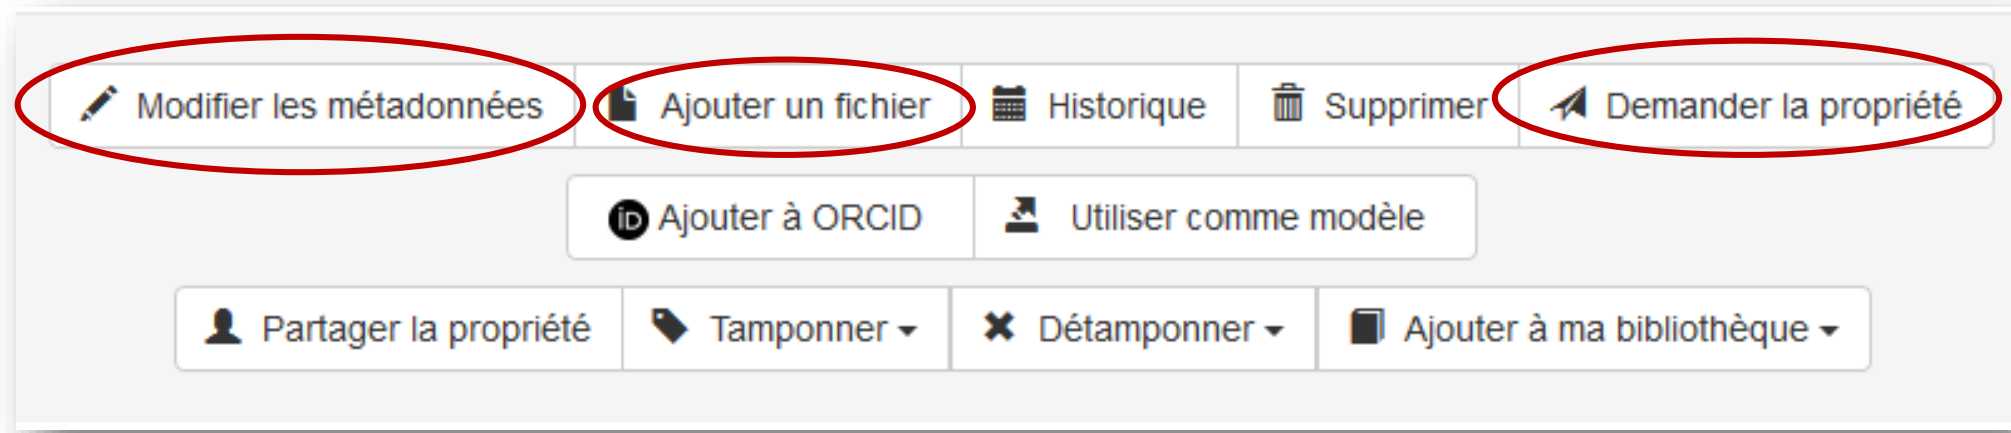 Modifier les métadonnées Ajouter un fichier Historique Supprimer Demander la propriété
iD Ajouter à ORCID Utiliser comme modèle
Partager la propriété Tamponner Détamponner Ajouter à ma bibliothèque